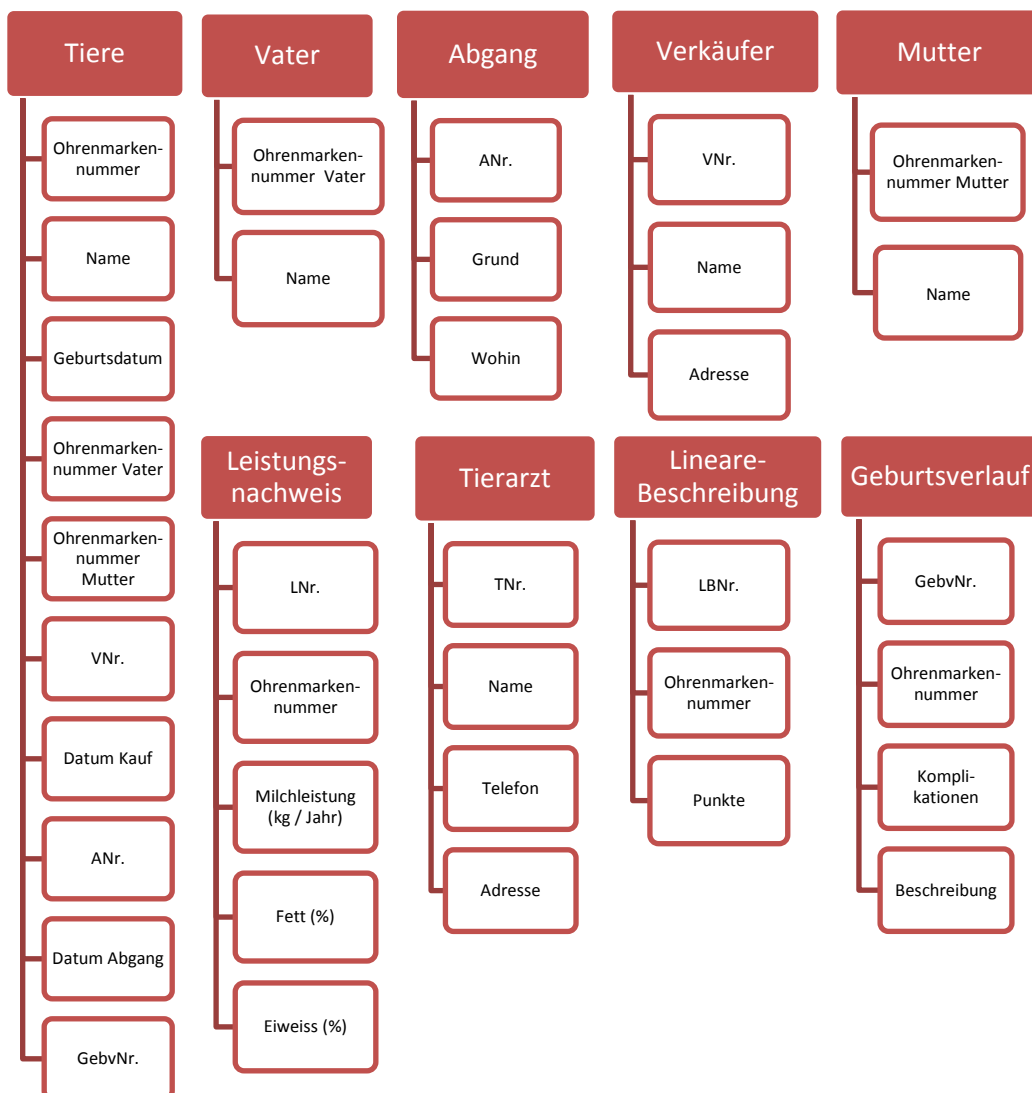 Tiere
Ohrenmarken-
nummer
Name
Geburtsdatum
Ohrenmarken-
nummer Vater
Ohrenmarken-
nummer
Mutter
VNr.
Datum Kauf
ANr.
Datum Abgang
GebvNr.
Vater
Ohrenmarken-
nummer Vater
Name
Abgang
ANr.
Grund
Wohin
Verkäufer
VNr.
Name
Adresse
Mutter
Ohrenmarken-
nummer Mutter
Name
Leistungs-
nachweis
LNr.
Ohrenmarken-
nummer
Milchleistung
(kg / Jahr)
Fett (%)
Eiweiss (%)
Tierarzt
TNr.
Name
Telefon
Adresse
Lineare-
Beschreibung
LBNr.
Ohrenmarken-
nummer
Punkte
Geburtsverlauf
GebvNr.
Ohrenmarken-
nummer
Kompli-
kationen
Beschreibung